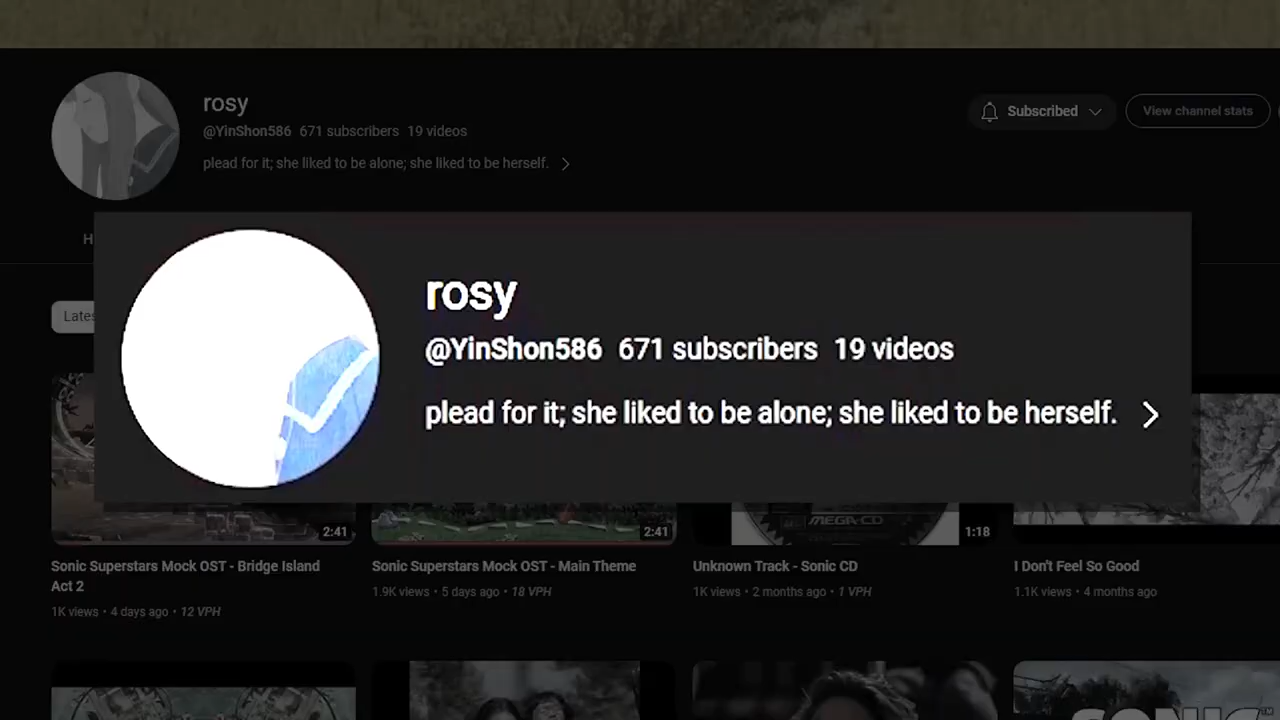 rosy
@YinShon586 671 subscribers 19 videos
plead for it; she liked to be alone; she liked to be herself.
Subscribed
View channel stats
H
Lates
rosy
@YinShon586 671 subscribers 19 videos
plead for it; she liked to be alone; she liked to be herself.
MEGA-CD
2:41
2:41
1:18
Sonic Superstars Mock OST - Bridge Island
Act 2
1K views • 4 days ago • 12 VPH
Sonic Superstars Mock OST - Main Theme
1.9K views • 5 days ago • 18 VPH
Unknown Track - Sonic CD
1K views • 2 months ago • 1 VPH
I Don't Feel So Good
1.1K views • 4 months ago
SONIC